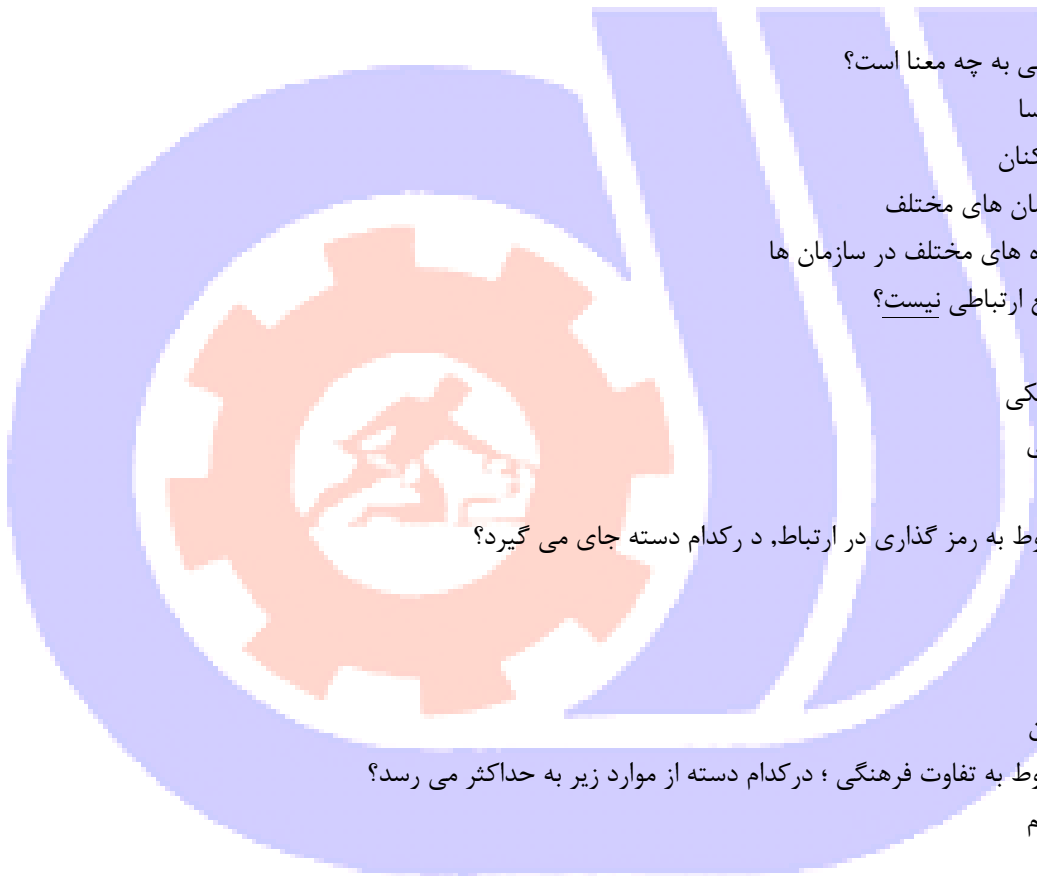 ی به چه معنا است؟
سا
کنان
ان های مختلف
ه های مختلف در سازمان ها
ع ارتباطی نیست؟
کی
ی
وط به رمز گذاری در ارتباط, د رکدام دسته جای می گیرد؟
ن
وط به تفاوت فرهنگی ؛ درکدام دسته از موارد زیر به حداکثر می رسد؟
م